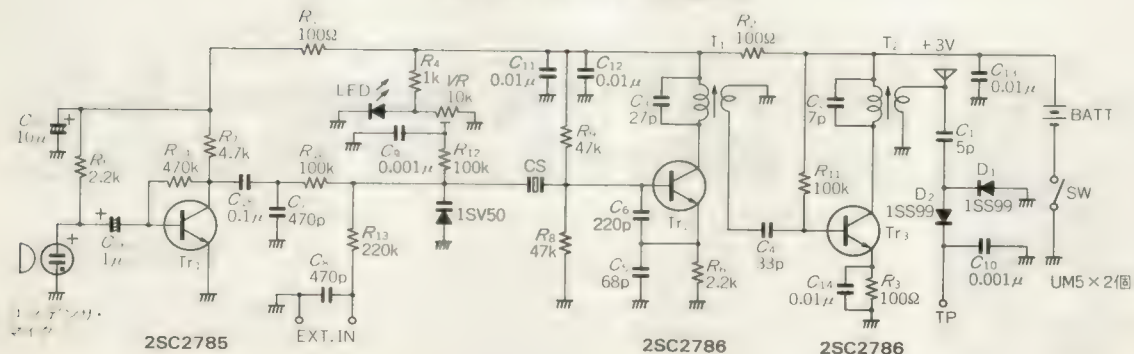 100Ω
100Ω
T₁
T₂
+3V
R₄
1k
VR
10k
LED
C₁₁
0.01μ
C₁₂
0.01μ
27p
7p
0.01μ
BATT
10μ
2.2k
470k
4.7k
C₉
0.001μ
R₁₂
100k
47k
R₁₁
100k
5p
0.1μ
470p
100k
CS
1SV50
D₁
1SS99
D₂
1SS99
SW
1μ
Tr₁
R₁₃
220k
C₆
220p
R₈
47k
C₄
33p
Tr₃
470p
68p
R₆
2.2k
C₁₄
0.01μ
R₃
100Ω
C₁₀
0.001μ
UM5×2個
EXT.IN
TP
2SC2785
2SC2786
2SC2786